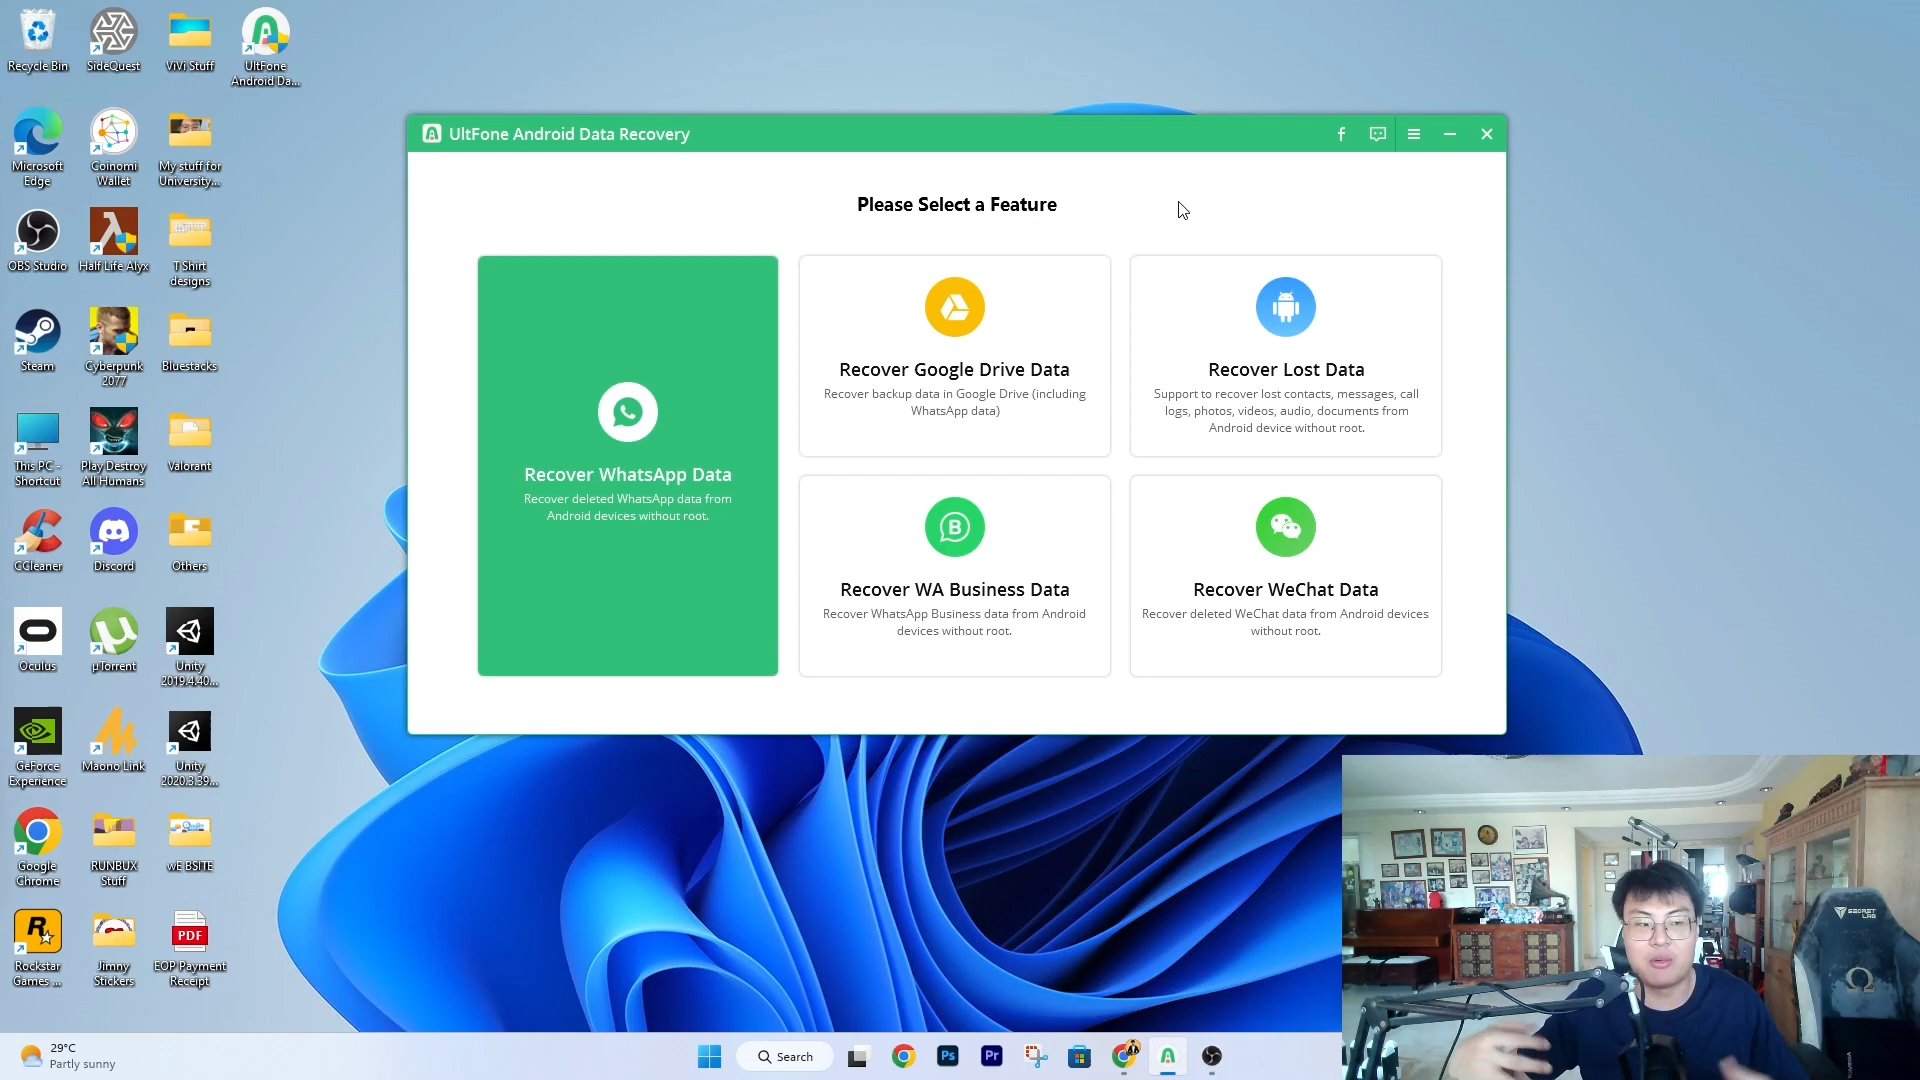 Recycle Bin
SideQuest
ViVi Stuff
UltFone
Android Da...
Microsoft
Edge
Coinomi
Wallet
My stuff for
University...
OBS Studio
Half Life Alyx
T Shirt
designs
Steam
Cyberpunk
2077
Bluestacks
This PC -
Shortcut
Play Destroy
All Humans
Valorant
CCleaner
Discord
Others
Oculus
µTorrent
Unity
2019.4.40...
GeForce
Experience
Maono Link
Unity
2020.3.39...
Google
Chrome
RUNBUX
Stuff
wE BSITE
Rockstar
Games ...
Jimny
Stickers
PDF
EOP Payment
Receipt
UltFone Android Data Recovery
Please Select a Feature
Recover WhatsApp Data
Recover deleted WhatsApp data from
Android devices without root.
Recover Google Drive Data
Recover backup data in Google Drive (including
WhatsApp data)
Recover Lost Data
Support to recover lost contacts, messages, call
logs, photos, videos, audio, documents from
Android device without root.
Recover WA Business Data
Recover WhatsApp Business data from Android
devices without root.
Recover WeChat Data
Recover deleted WeChat data from Android devices
without root.
SECRET
LAB
29°C
Partly sunny
Search
Ps
Pr